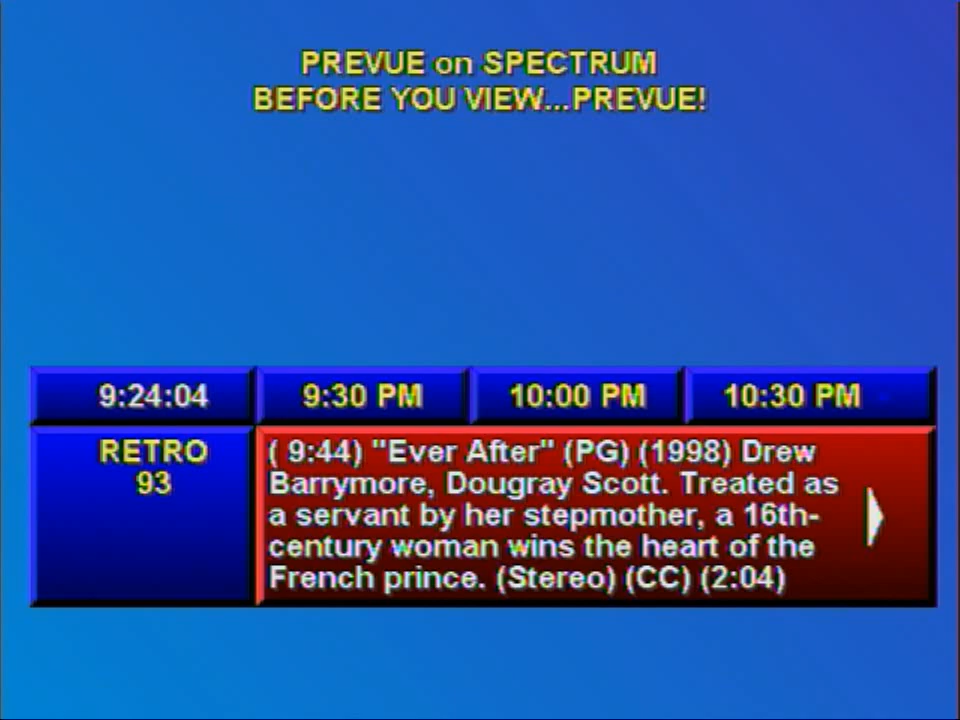 PREVUE on SPECTRUM
BEFORE YOU VIEW...PREVUE!
9:24:04 9:30 PM 10:00 PM 10:30 PM
RETRO
93
( 9:44) "Ever After" (PG) (1998) Drew
Barrymore, Dougray Scott. Treated as
a servant by her stepmother, a 16th-
century woman wins the heart of the
French prince. (Stereo) (CC) (2:04)